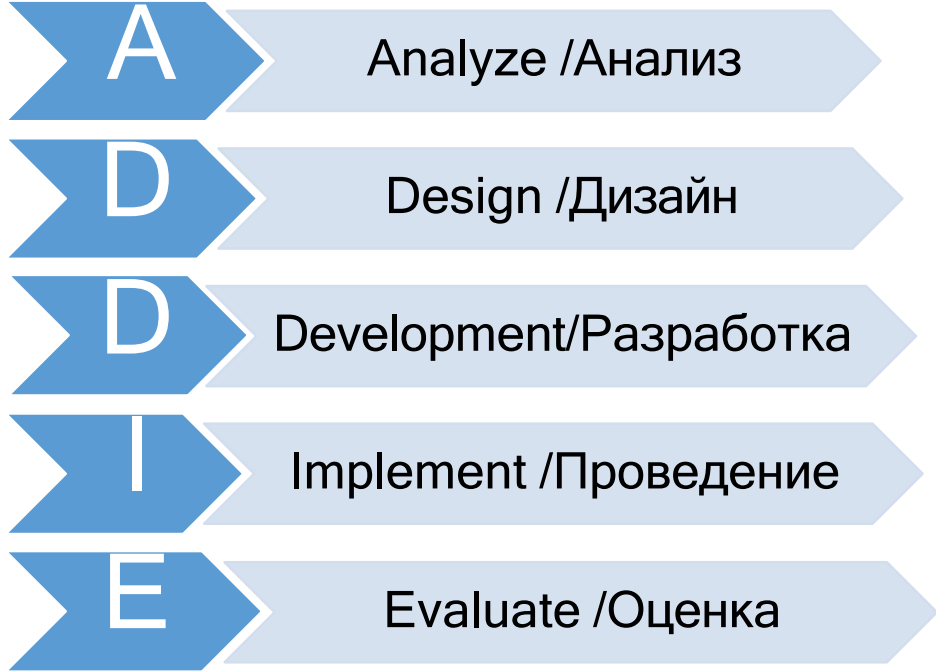 A
Analyze /Анализ
D
Design /Дизайн
D
Development/Разработка
I
Implement /Проведение
E
Evaluate /Оценка